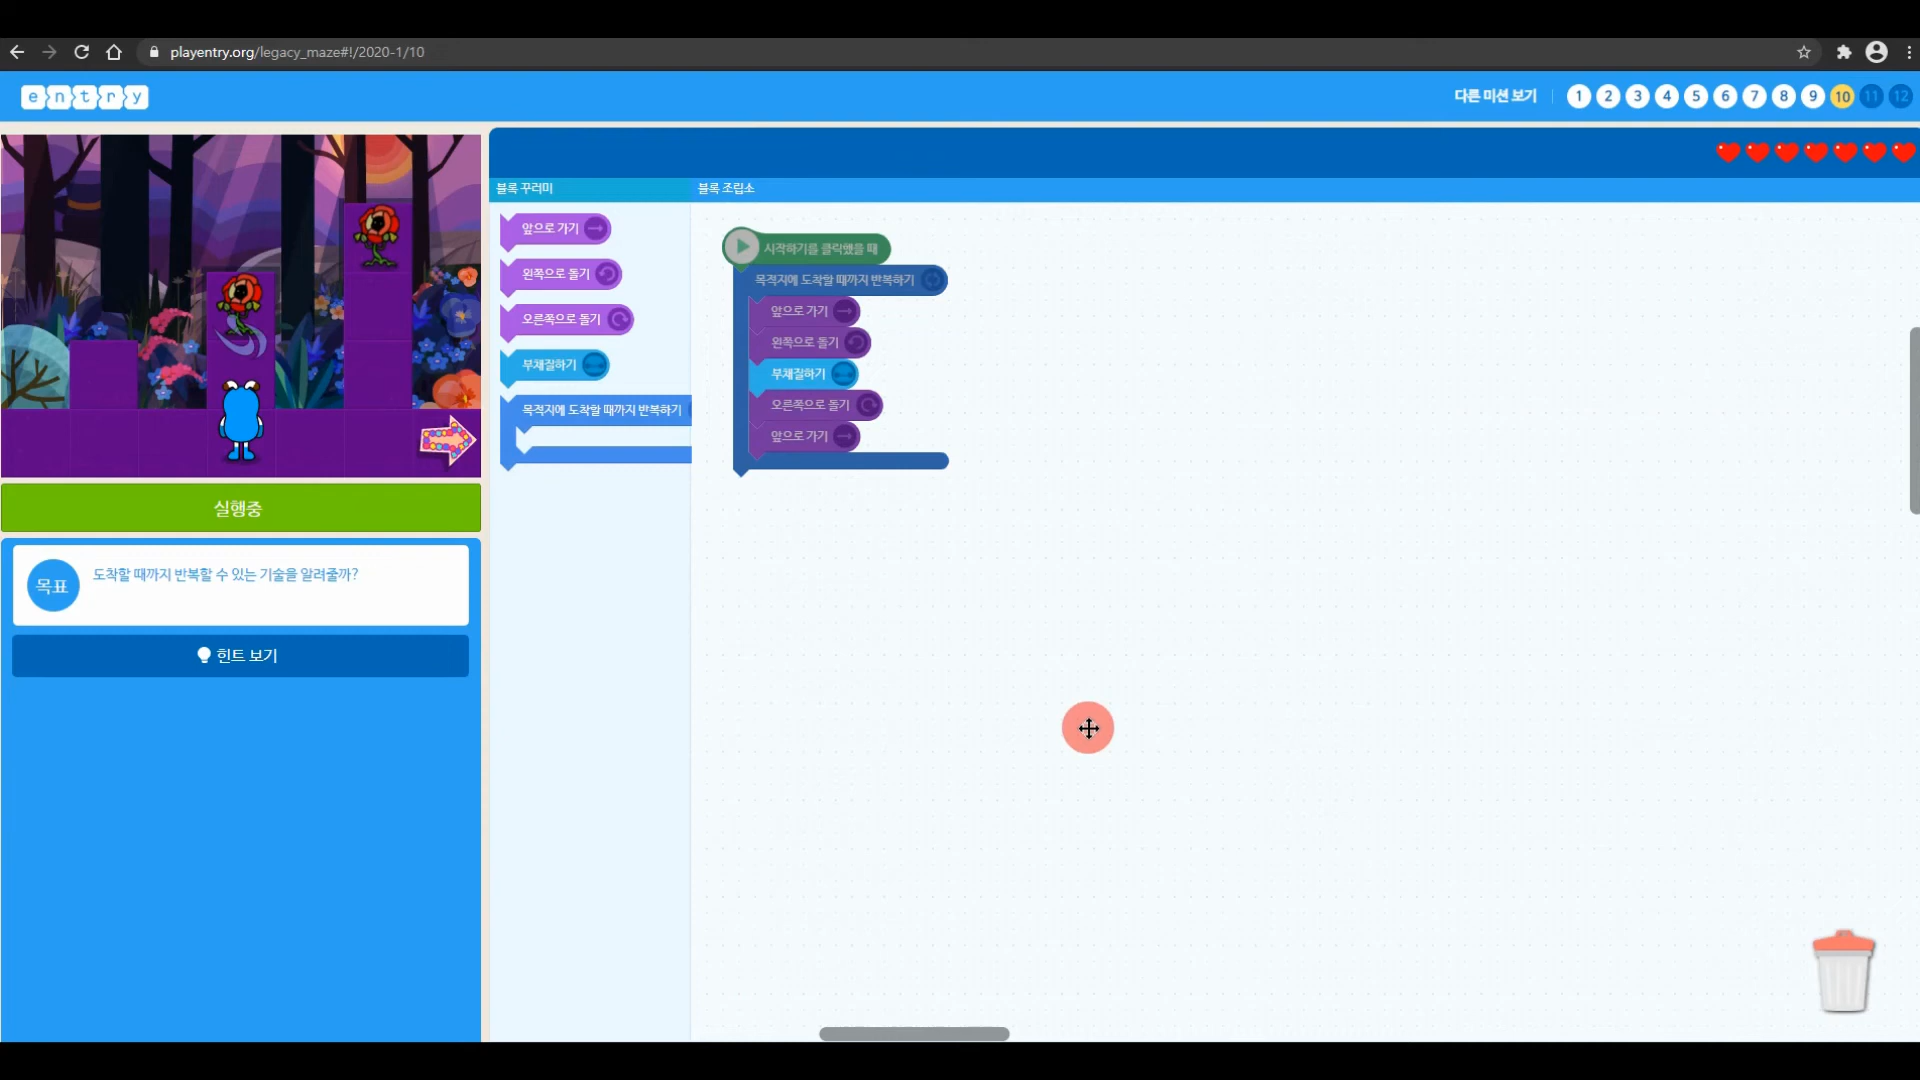 playentry.org/legacy_maze#!/2020-1/10
entry
다른 미션 보기
1 2 3 4 5 6 7 8 9 10 11 12
블록 꾸러미
블록 조립소
앞으로 가기
왼쪽으로 돌기
오른쪽으로 돌기
부채질하기
목적지에 도착할 때까지 반복하기
시작하기를 클릭했을 때
목적지에 도착할 때까지 반복하기
앞으로 가기
왼쪽으로 돌기
부채질하기
오른쪽으로 돌기
앞으로 가기
실행중
목표
도착할 때까지 반복할 수 있는 기술을 알려줄까?
힌트 보기